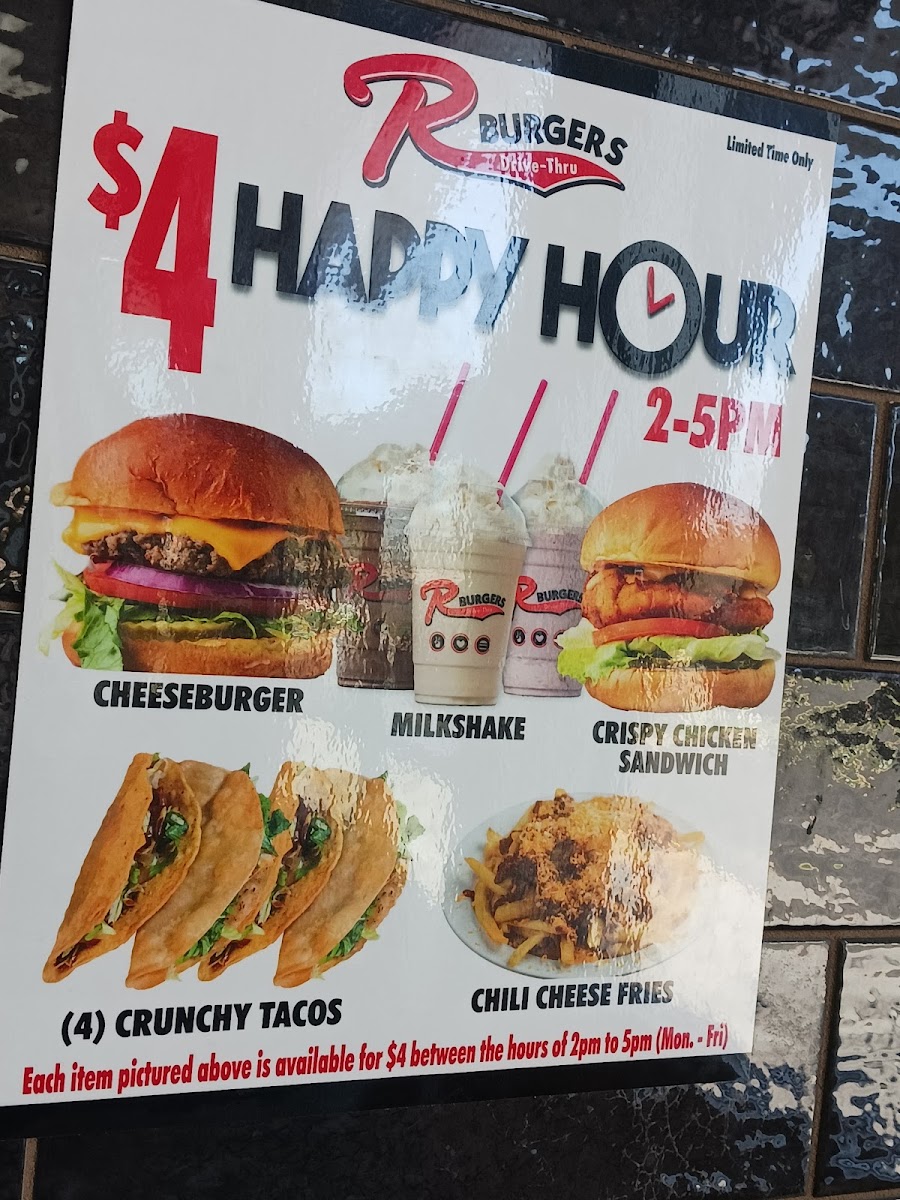 R BURGERS
Drive-Thru
Limited Time Only
$4 HAPPY HOUR
2-5PM
R BURGERS
R BURGERS
CHEESEBURGER
MILKSHAKE
CRISPY CHICKEN
SANDWICH
(4) CRUNCHY TACOS
CHILI CHEESE FRIES
Each item pictured above is available for $4 between the hours of 2pm to 5pm (Mon. - Fri)